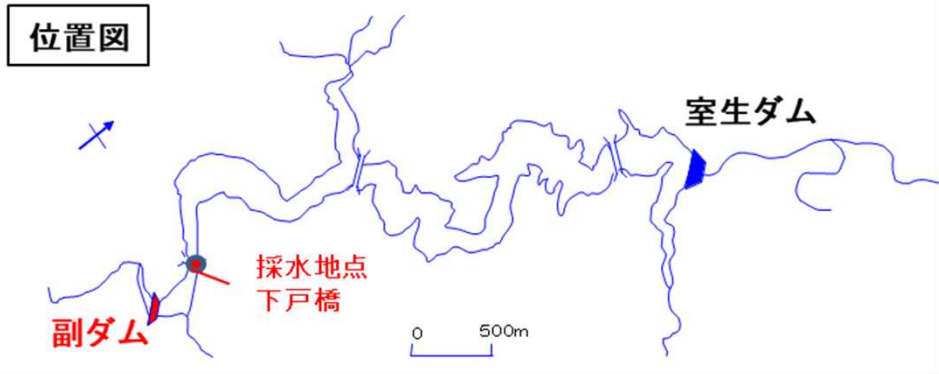 位置図
室生ダム
採水地点
下戸橋
副ダム
0 500m